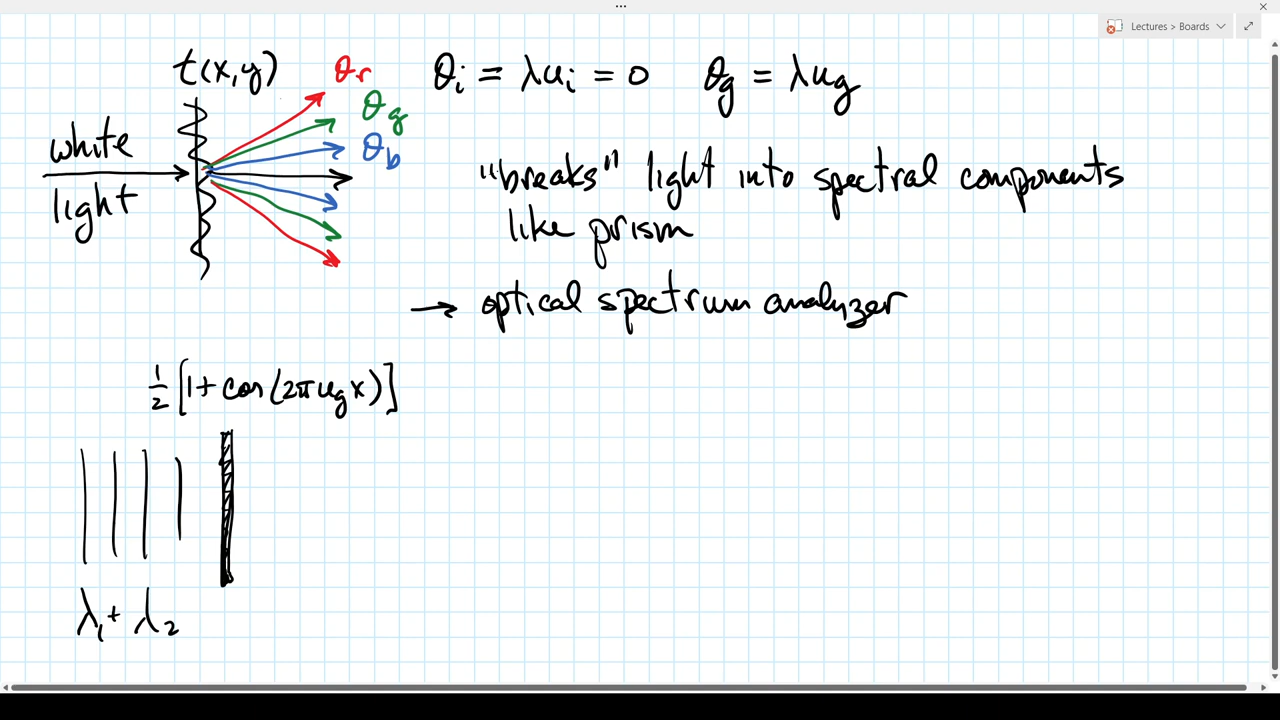 Lectures > Boards
t(x,y)
θr
θg
θb
white
light
θi = λui = 0 θg = λug
"breaks" light into spectral components
like prism
→ optical spectrum analyzer
1/2 [1 + cos(2πugx)]
λ1 + λ2